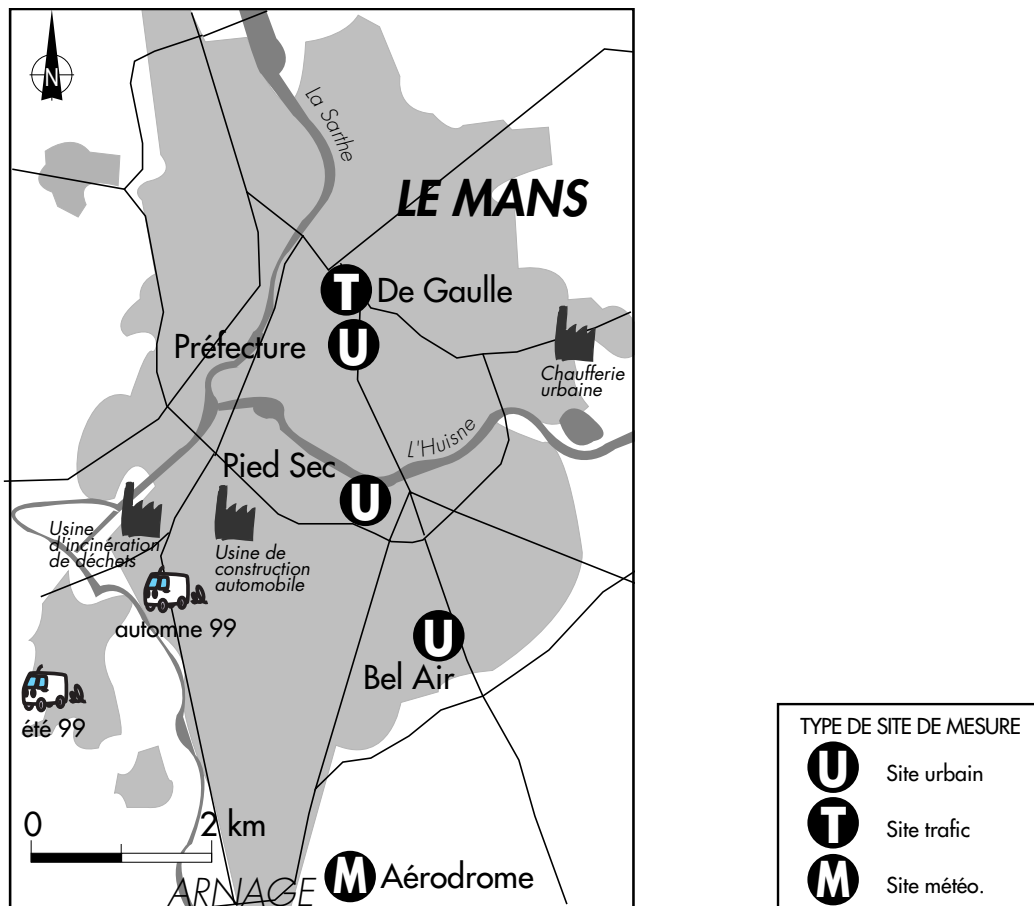 N
La Sarthe
LE MANS
T De Gaulle
Préfecture U
Chaufferie
urbaine
L'Huisne
Pied Sec
U
Usine
d'incinération
de déchets
Usine de
construction
automobile
automne 99
U
Bel Air
été 99
0 2 km
ARNAGE
M Aérodrome
TYPE DE SITE DE MESURE
U Site urbain
T Site trafic
M Site météo.